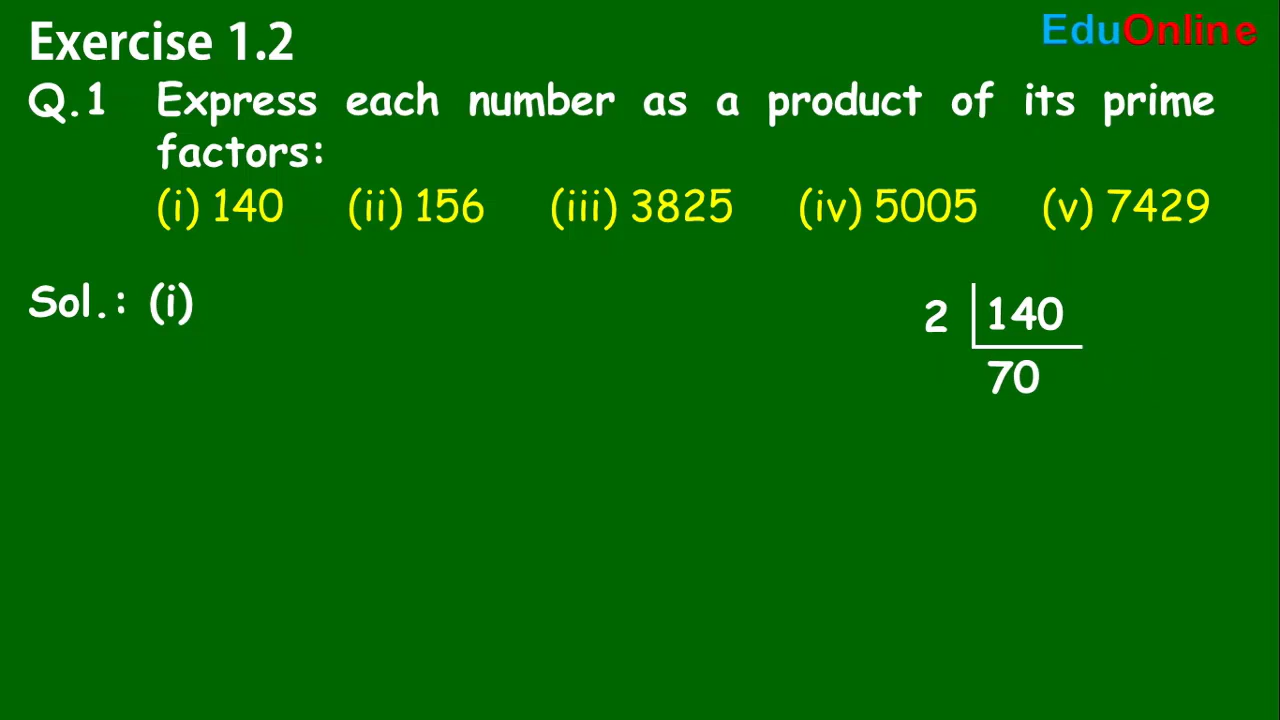 Exercise 1.2
EduOnline
Q.1 Express each number as a product of its prime
factors:
(i) 140 (ii) 156 (iii) 3825 (iv) 5005 (v) 7429
Sol.: (i)
2 140
70